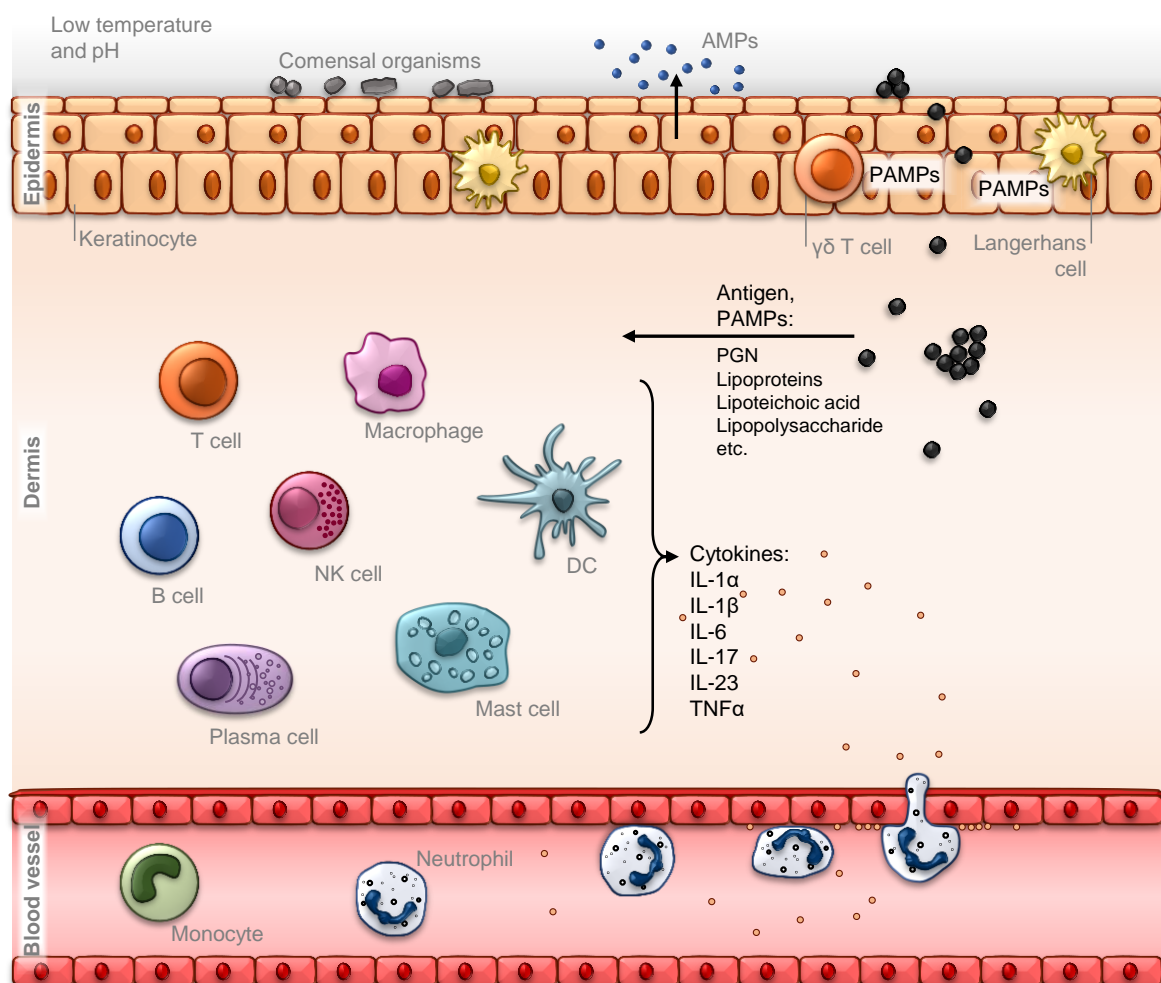 Low temperature
and pH
Comensal organisms
AMPs
Epidermis
PAMPs
PAMPs
Keratinocyte
γδ T cell
Langerhans
cell
Antigen,
PAMPs:
PGN
Lipoproteins
Lipoteichoic acid
Lipopolysaccharide
etc.
Dermis
T cell
Macrophage
B cell
NK cell
DC
Plasma cell
Mast cell
Cytokines:
IL-1α
IL-1β
IL-6
IL-17
IL-23
TNFα
Blood vessel
Monocyte
Neutrophil